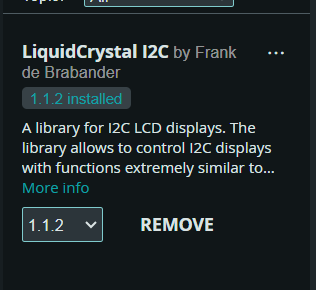 LiquidCrystal I2C by Frank
de Brabander
1.1.2 installed
A library for I2C LCD displays. The
library allows to control I2C displays
with functions extremely similar to...
More info
1.1.2
REMOVE